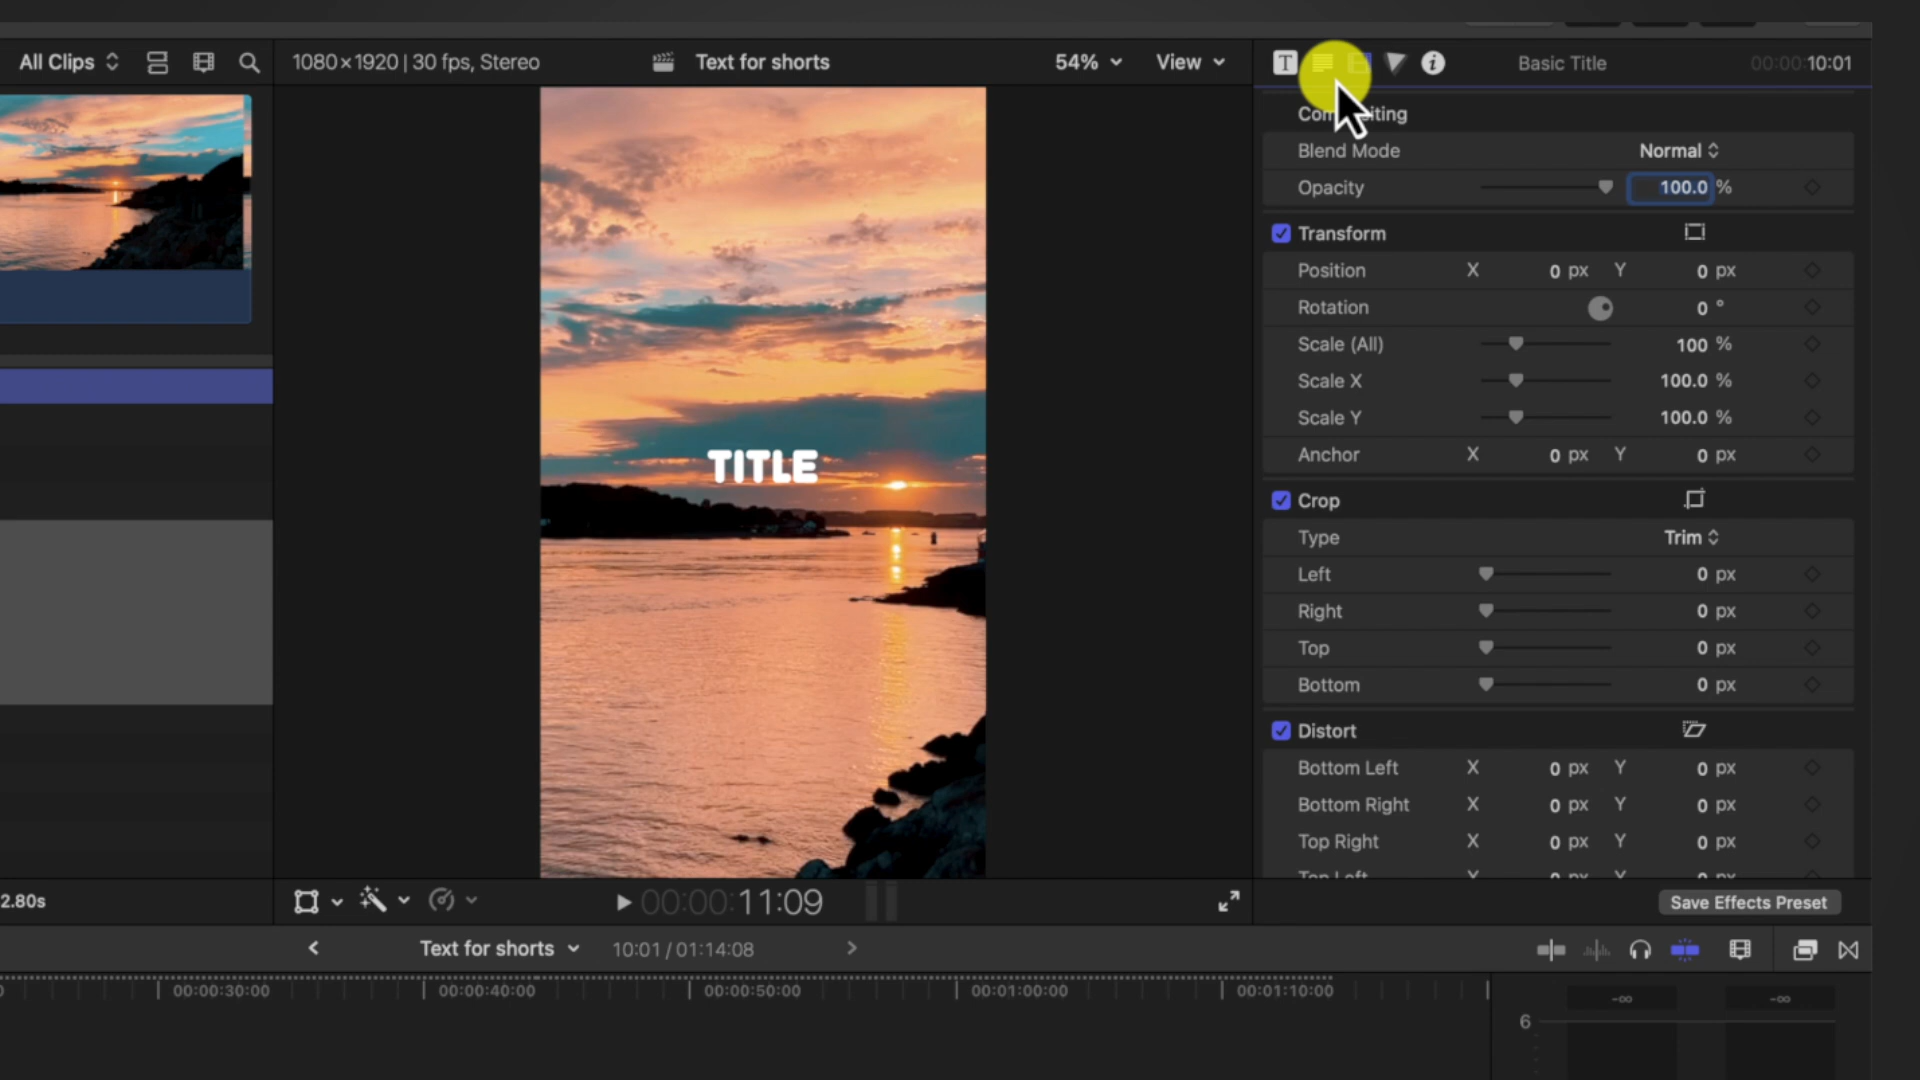 All Clips
1080×1920 | 30 fps, Stereo
Text for shorts
54%
View
T
i
Basic Title
00:00:10:01
Blend Mode
Normal
Opacity
100.0 %
Transform
Position X 0 px Y 0 px
Rotation 0 °
Scale (All) 100 %
Scale X 100.0 %
Scale Y 100.0 %
Anchor X 0 px Y 0 px
Crop
Type Trim
Left 0 px
Right 0 px
Top 0 px
Bottom 0 px
Distort
Bottom Left X 0 px Y 0 px
Bottom Right X 0 px Y 0 px
Top Right X 0 px Y 0 px
Top Left X 0 px Y 0 px
TITLE
2.80s
00:00:11:09
Save Effects Preset
Text for shorts
10:01 / 01:14:08
00:00:30:00
00:00:40:00
00:00:50:00
00:01:00:00
00:01:10:00
-∞
-∞
6